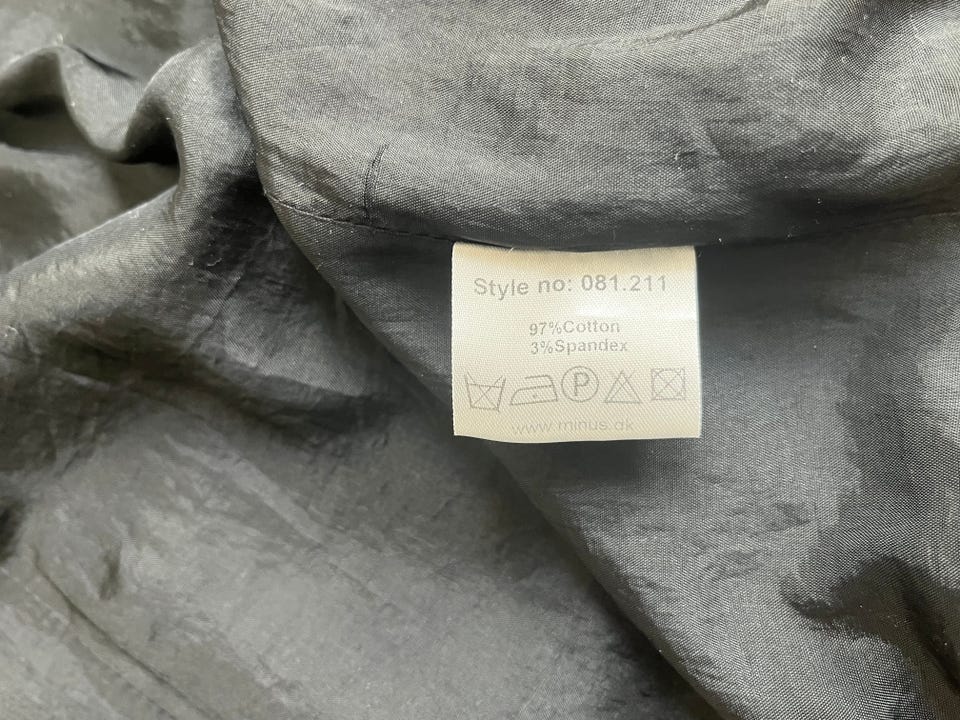 Style no: 081.211
97%Cotton
3%Spandex
P
www.minus.dk